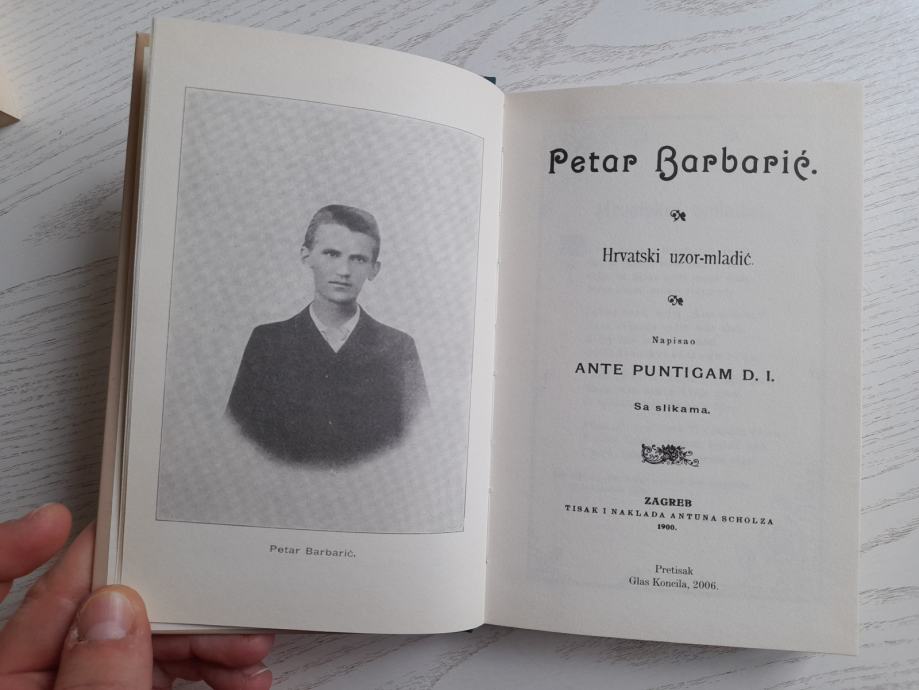 Petar Barbarić.
Petar Barbarić.
Hrvatski uzor-mladić.
Napisao
ANTE PUNTIGAM D. I.
Sa slikama.
ZAGREB
TISAK I NAKLADA ANTUNA SCHOLZA
1900.
Pretisak
Glas Koncila, 2006.